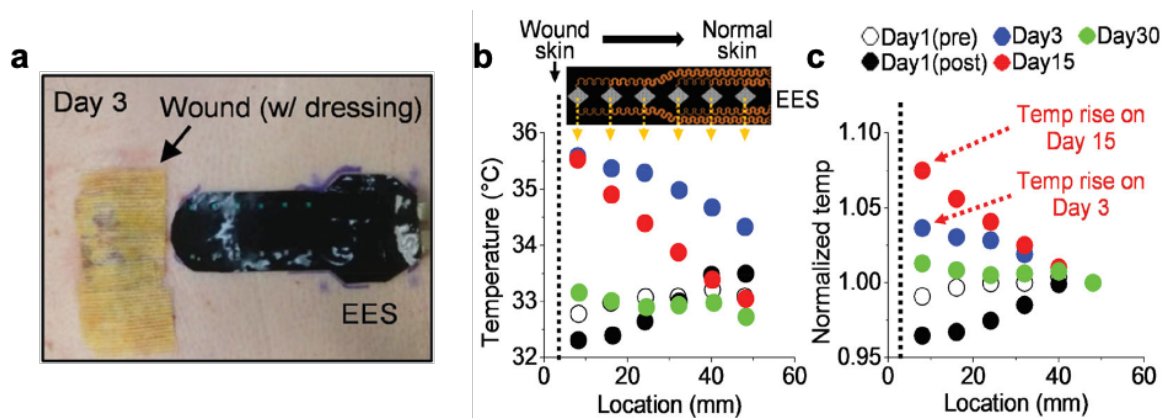 a
Day 3
Wound (w/ dressing)
EES
b
Wound
skin
Normal
skin
EES
36
35
34
33
32
Temperature (°C)
0
20
40
60
Location (mm)
c
Day1(pre)
Day3
Day30
Day1(post)
Day15
1.10
1.05
1.00
0.95
Normalized temp
Temp rise on
Day 15
Temp rise on
Day 3
0
20
40
60
Location (mm)